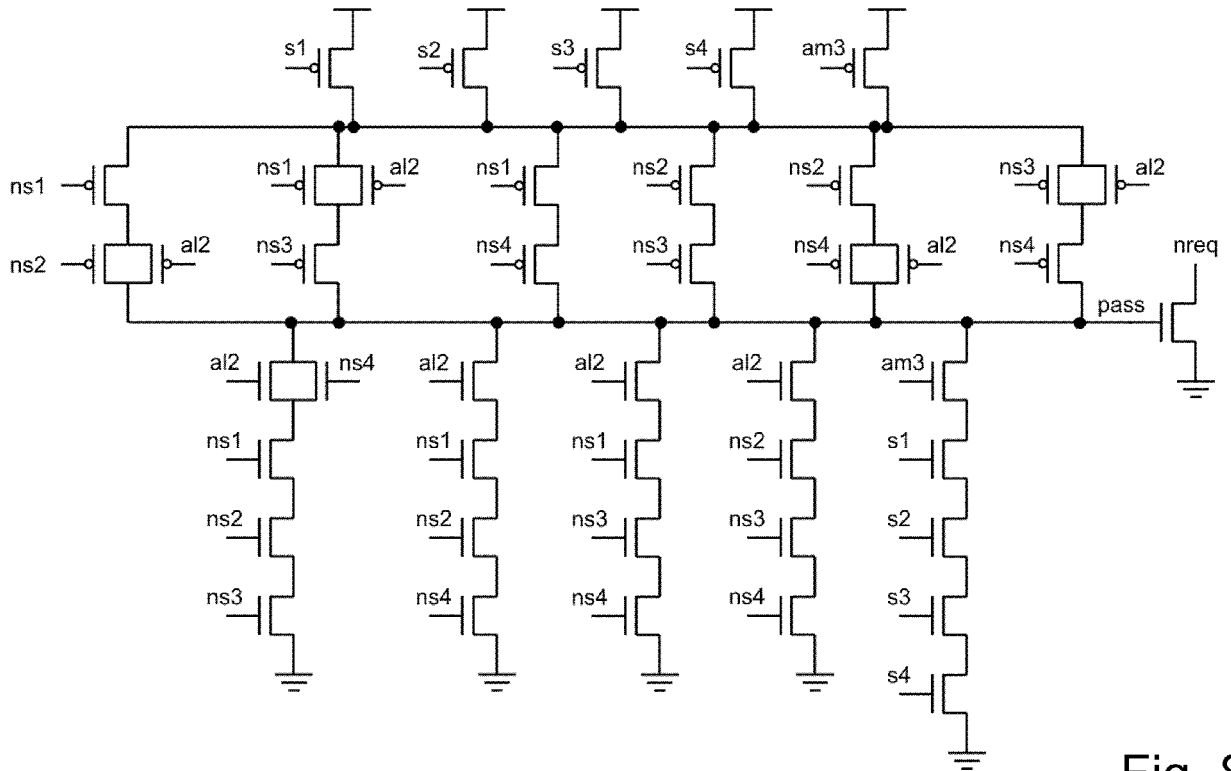 s1 s2 s3 s4 am3
ns1 ns1 al2 ns1 ns2 ns2 ns3 al2
ns2 al2 ns3 ns4 ns3 ns4 al2 ns4 nreq
pass
al2 ns4 al2 al2 al2 am3
ns1 ns1 ns1 ns2 s1
ns2 ns2 ns3 ns3 s2
ns3 ns4 ns4 ns4 s3
s4
Fig.